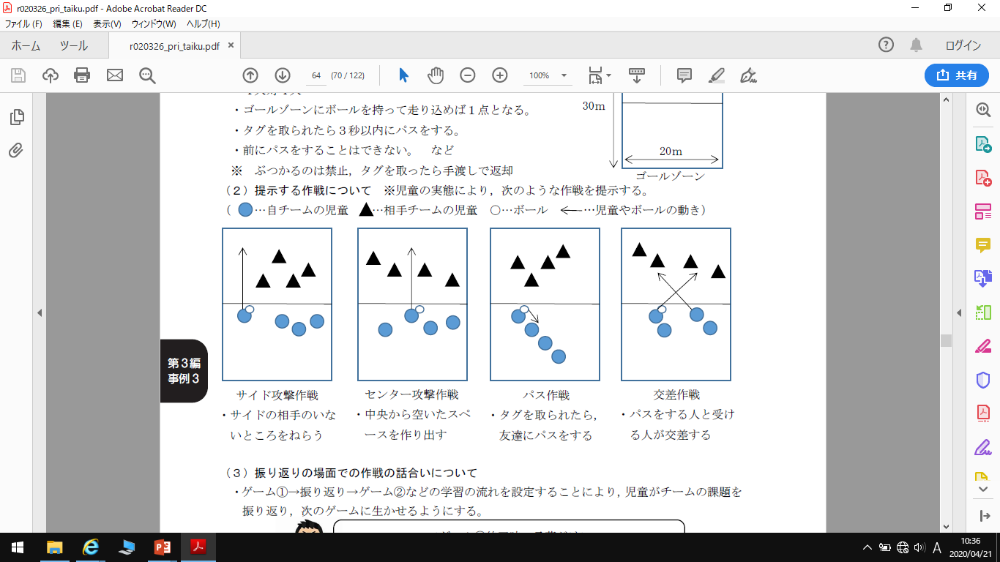 r020326_pri_taiku.pdf - Adobe Acrobat Reader DC
ファイル (F) 編集 (E) 表示(V) ウィンドウ(W) ヘルプ(H)
ホーム ツール r020326_pri_taiku.pdf × ログイン
64 (70 / 122) 100% 共有
・ゴールゾーンにボールを持って走り込めば１点となる。
・タグを取られたら３秒以内にパスをする。
・前にパスをすることはできない。 など
※ ぶつかるのは禁止，タグを取ったら手渡しで返却
30m
20m
ゴールゾーン
（２）提示する作戦について ※児童の実態により，次のような作戦を提示する。
（ …自チームの児童 ▲…相手チームの児童 ○…ボール ←…児童やボールの動き）
サイド攻撃作戦
・サイドの相手のいな
いところをねらう
センター攻撃作戦
・中央から空いたスペ
ースを作り出す
パス作戦
・タグを取られたら，
友達にパスをする
交差作戦
・パスをする人と受け
る人が交差する
第３編
事例３
（３）振り返りの場面での作戦の話合いについて
・ゲーム①→振り返り→ゲーム②などの学習の流れを設定することにより，児童がチームの課題を
振り返り，次のゲームに生かせるようにする。
A
10:36
2020/04/21